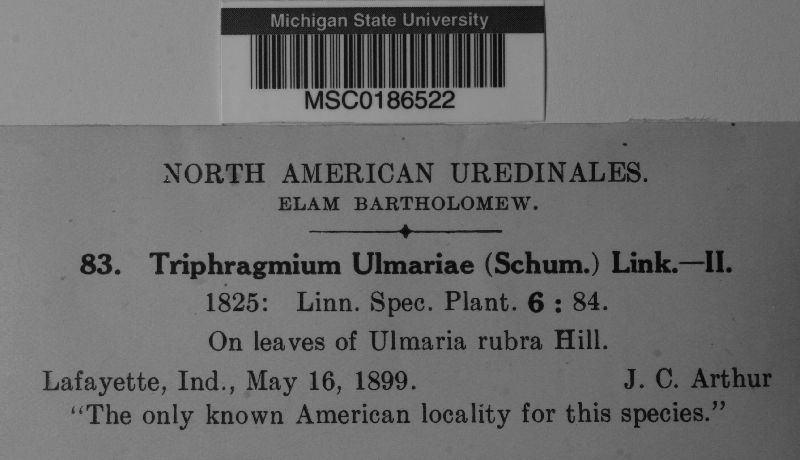 Michigan State University
MSC0186522
NORTH AMERICAN UREDINALES.
ELAM BARTHOLOMEW.
83. Triphragmium Ulmariae (Schum.) Link.—II.
1825: Linn. Spec. Plant. 6 : 84.
On leaves of Ulmaria rubra Hill.
Lafayette, Ind., May 16, 1899. J. C. Arthur
"The only known American locality for this species."